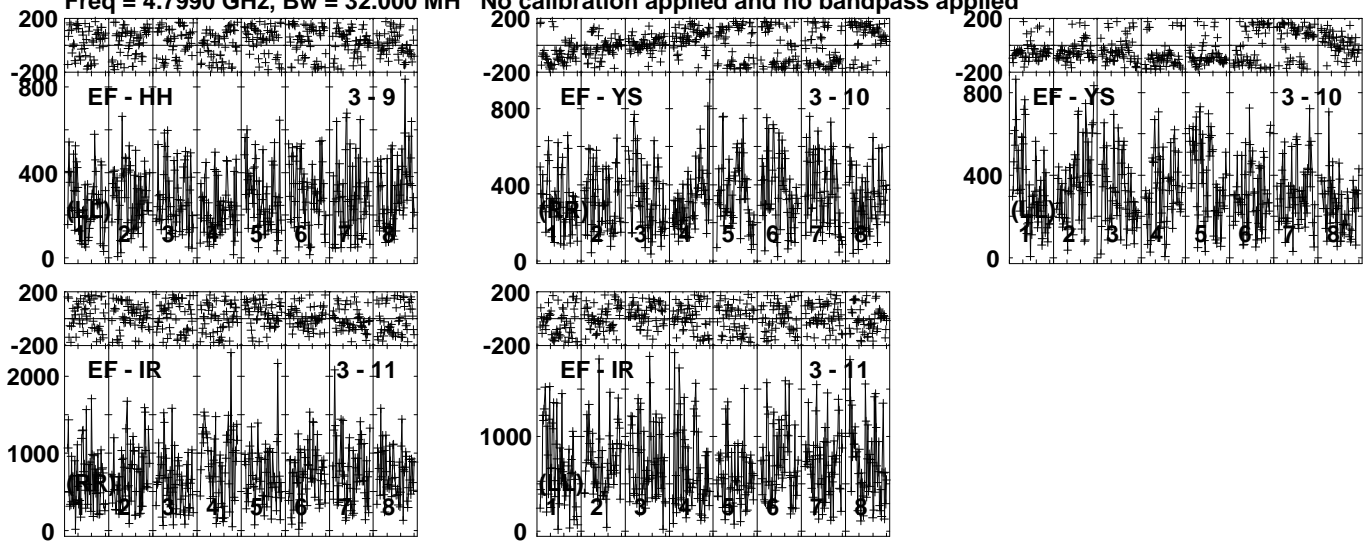 Freq = 4.7990 GHz, Bw = 32.000 MH No calibration applied and no bandpass applied
200
-200
800
400
0
EF - HH 3 - 9
(LL)
1 2 3 4 5 6 7 8
200
-200
800
400
0
EF - YS 3 - 10
(RR)
1 2 3 4 5 6 7 8
200
-200
800
400
0
EF - YS 3 - 10
(LL)
1 2 3 4 5 6 7 8
200
-200
2000
1000
0
EF - IR 3 - 11
(RR)
1 2 3 4 5 6 7 8
200
-200
1000
0
EF - IR 3 - 11
(LL)
1 2 3 4 5 6 7 8